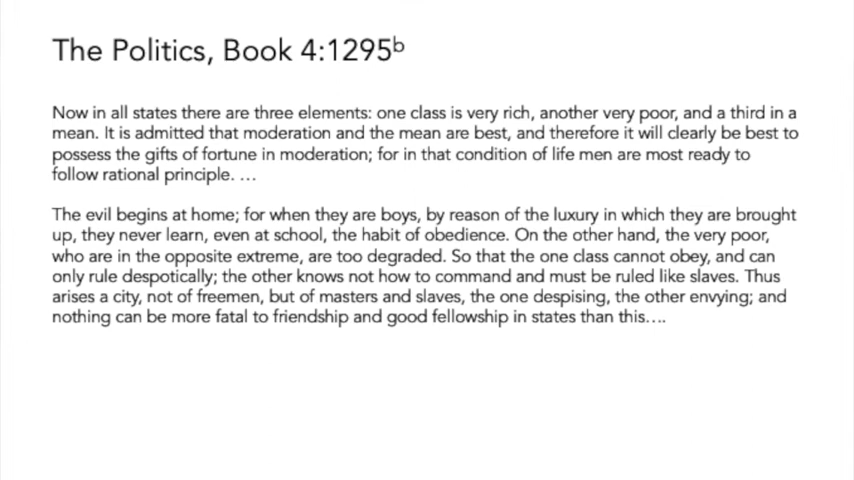 The Politics, Book 4:1295ᵇ
Now in all states there are three elements: one class is very rich, another very poor, and a third in a
mean. It is admitted that moderation and the mean are best, and therefore it will clearly be best to
possess the gifts of fortune in moderation; for in that condition of life men are most ready to
follow rational principle. …
The evil begins at home; for when they are boys, by reason of the luxury in which they are brought
up, they never learn, even at school, the habit of obedience. On the other hand, the very poor,
who are in the opposite extreme, are too degraded. So that the one class cannot obey, and can
only rule despotically; the other knows not how to command and must be ruled like slaves. Thus
arises a city, not of freemen, but of masters and slaves, the one despising, the other envying; and
nothing can be more fatal to friendship and good fellowship in states than this….